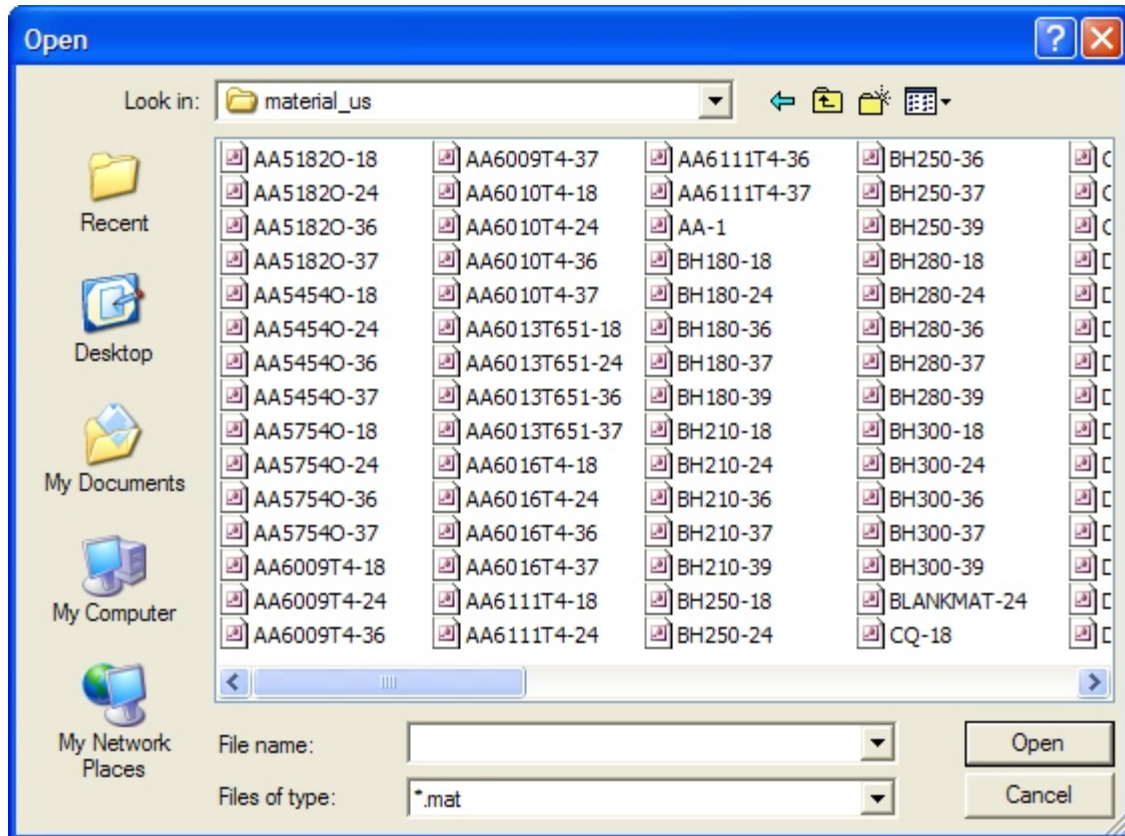 Open
Look in: material_us
Recent
Desktop
My Documents
My Computer
My Network
Places
AA5182O-18
AA5182O-24
AA5182O-36
AA5182O-37
AA5454O-18
AA5454O-24
AA5454O-36
AA5454O-37
AA5754O-18
AA5754O-24
AA5754O-36
AA5754O-37
AA6009T4-18
AA6009T4-24
AA6009T4-36
AA6009T4-37
AA6010T4-18
AA6010T4-24
AA6010T4-36
AA6010T4-37
AA6013T651-18
AA6013T651-24
AA6013T651-36
AA6013T651-37
AA6016T4-18
AA6016T4-24
AA6016T4-36
AA6016T4-37
AA6111T4-18
AA6111T4-24
AA6111T4-36
AA6111T4-37
AA-1
BH180-18
BH180-24
BH180-36
BH180-37
BH180-39
BH210-18
BH210-24
BH210-36
BH210-37
BH210-39
BH250-18
BH250-24
BH250-36
BH250-37
BH250-39
BH280-18
BH280-24
BH280-36
BH280-37
BH280-39
BH300-18
BH300-24
BH300-36
BH300-37
BH300-39
BLANKMAT-24
CQ-18
File name:
Open
Files of type: *.mat
Cancel